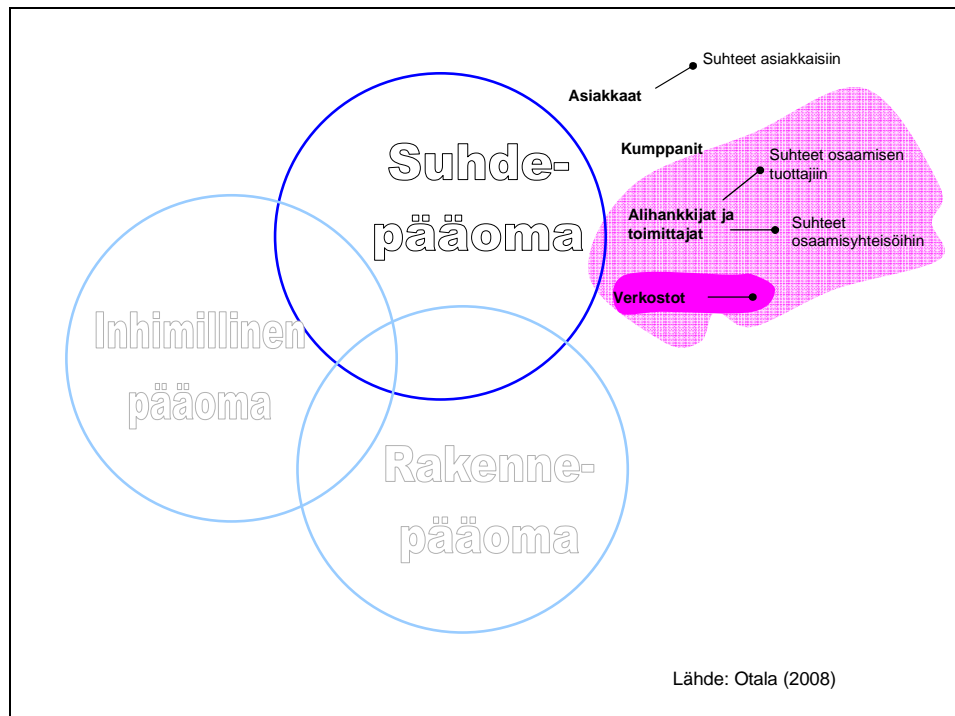 Suhteet asiakkaisiin
Asiakkaat
Suhde-
pääoma
Kumppanit
Suhteet osaamisen
tuottajiin
Alihankkijat ja
toimittajat
Suhteet
osaamisyhteisöihin
Verkostot
Inhimillinen
pääoma
Rakenne-
pääoma
Lähde: Otala (2008)